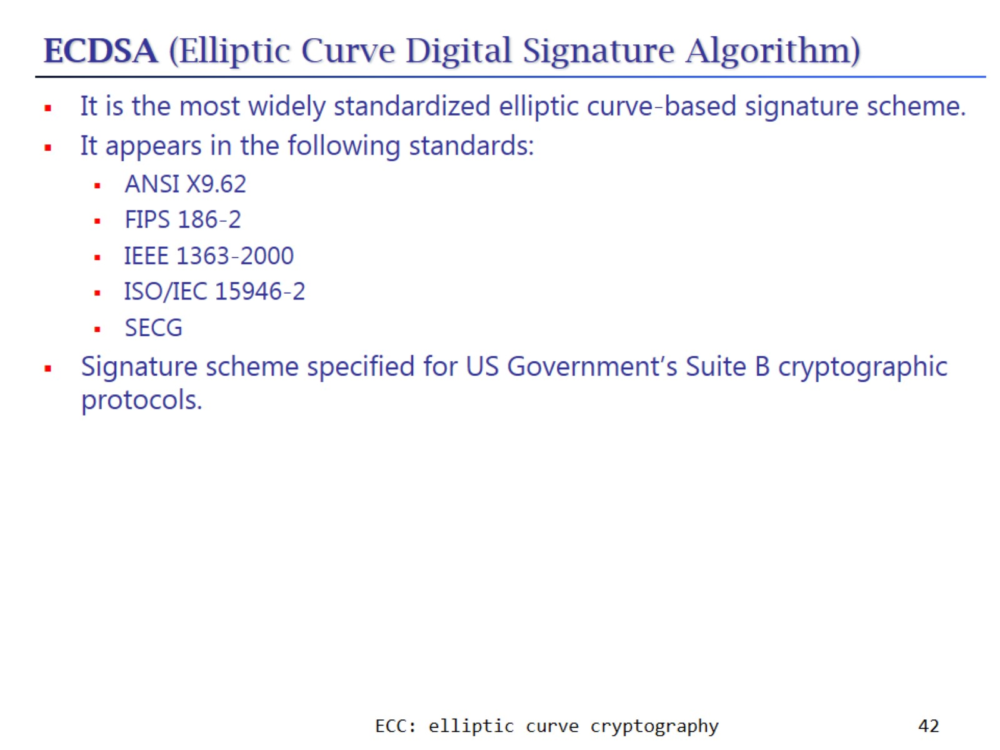 ECDSA (Elliptic Curve Digital Signature Algorithm)
It is the most widely standardized elliptic curve-based signature scheme.
It appears in the following standards:
ANSI X9.62
FIPS 186-2
IEEE 1363-2000
ISO/IEC 15946-2
SECG
Signature scheme specified for US Government’s Suite B cryptographic
protocols.
ECC: elliptic curve cryptography
42